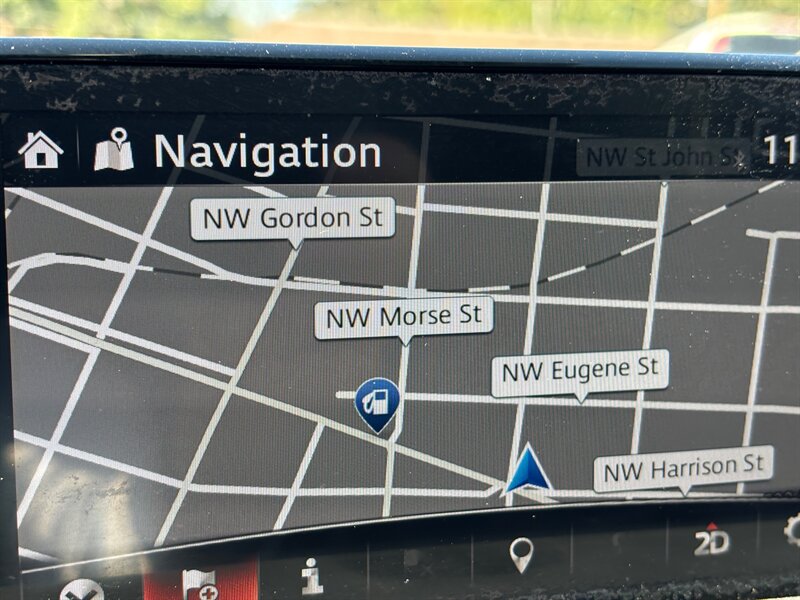 Navigation
NW St John St
11
NW Gordon St
NW Morse St
NW Eugene St
NW Harrison St
2D